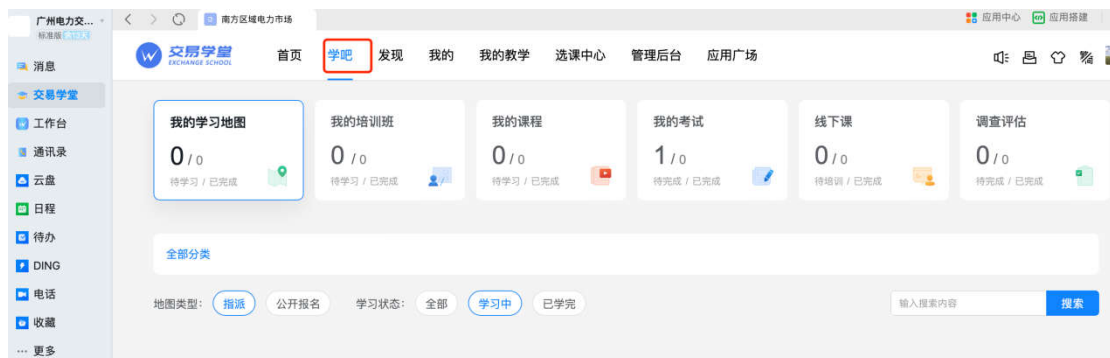 广州电力交...
标准版
南方区域电力市场
应用中心 应用搭建
交易学堂
EXCHANGE SCHOOL
首页 学吧 发现 我的 我的教学 选课中心 管理后台 应用广场
消息
交易学堂
工作台
通讯录
云盘
日程
待办
DING
电话
收藏
... 更多
我的学习地图
0 / 0
待学习 / 已完成
我的培训班
0 / 0
待学习 / 已完成
我的课程
0 / 0
待学习 / 已完成
我的考试
1 / 0
待完成 / 已完成
线下课
0 / 0
待培训 / 已完成
调查评估
0 / 0
待完成 / 已完成
全部分类
地图类型： 指派 公开报名 学习状态： 全部 学习中 已学完
输入搜索内容 搜索